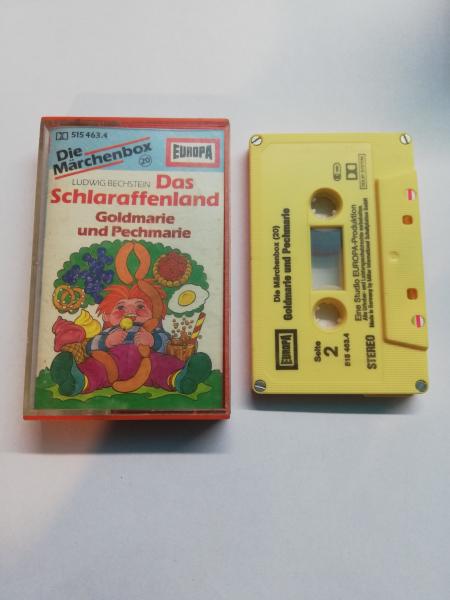 515 463.4
Die
Märchenbox
20
EUROPA
LUDWIG BECHSTEIN
Das
Schlaraffenland
Goldmarie
und Pechmarie
Die Märchenbox (20)
Goldmarie und Pechmarie
EUROPA
Seite
2
515 463.4
Eine Studio EUROPA-Produktion
STEREO